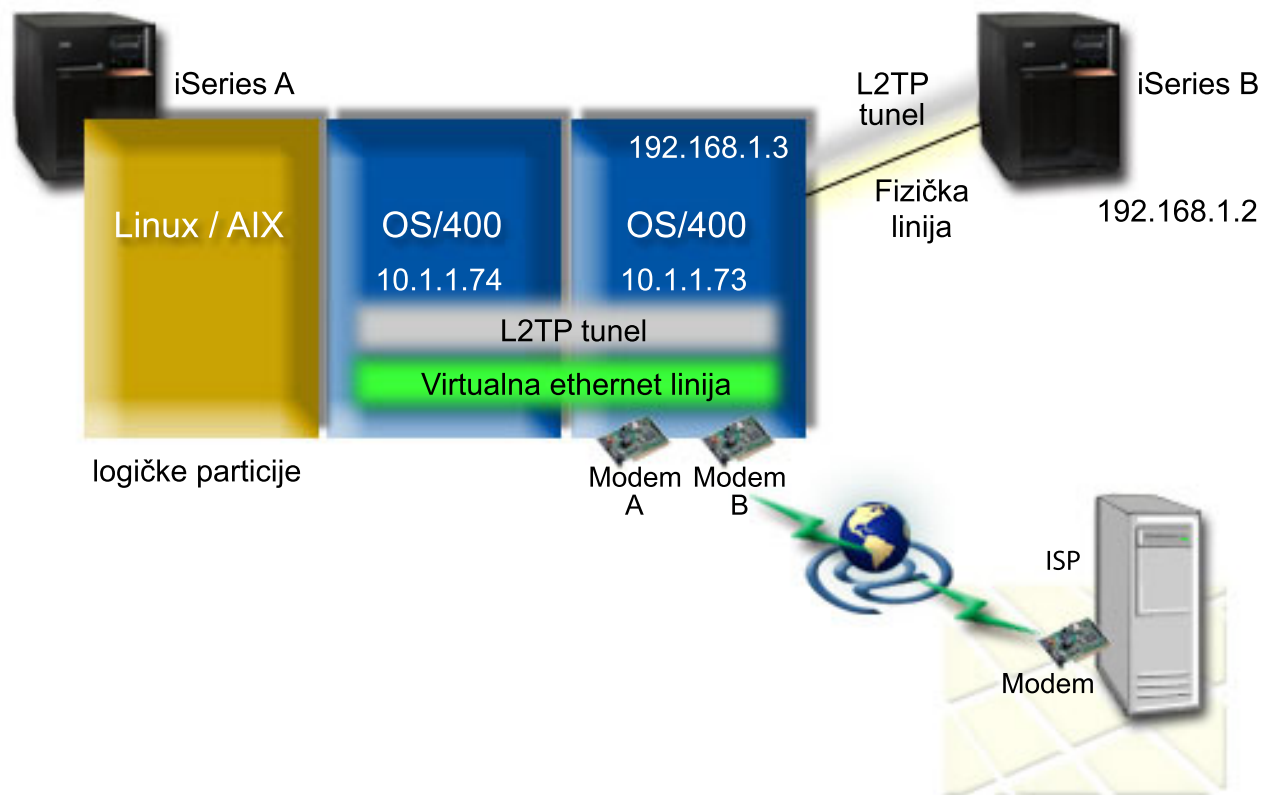 iSeries A
L2TP
tunel
iSeries B
192.168.1.3
Fizička
linija
192.168.1.2
Linux / AIX
OS/400
OS/400
10.1.1.74
10.1.1.73
L2TP tunel
Virtualna ethernet linija
logičke particije
Modem
A
Modem
B
ISP
Modem